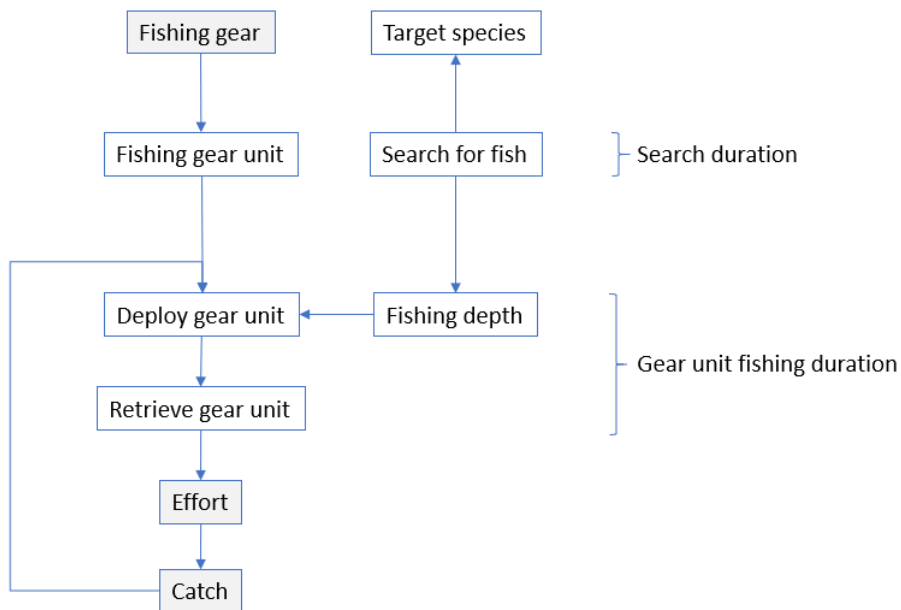 Fishing gear
Target species
Fishing gear unit
Search for fish
Search duration
Deploy gear unit
Fishing depth
Gear unit fishing duration
Retrieve gear unit
Effort
Catch